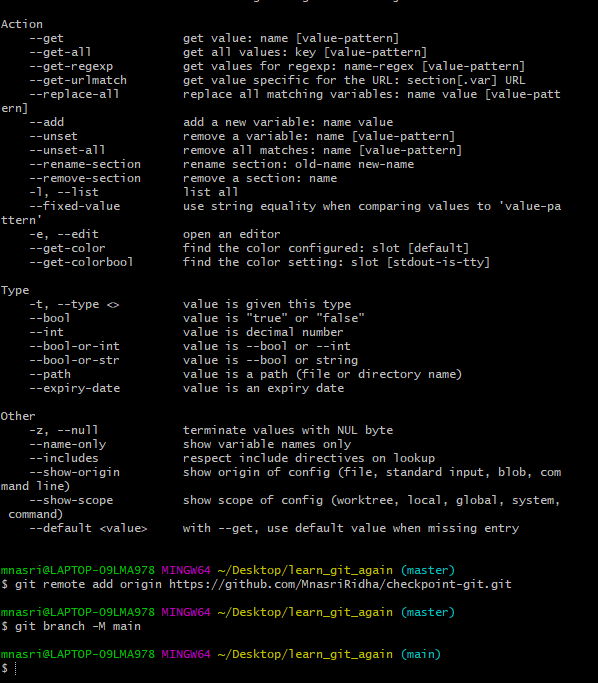 Action
    --get                 get value: name [value-pattern]
    --get-all             get all values: key [value-pattern]
    --get-regexp          get values for regexp: name-regex [value-pattern]
    --get-urlmatch        get value specific for the URL: section[.var] URL
    --replace-all         replace all matching variables: name value [value-patt
ern]
    --add                 add a new variable: name value
    --unset               remove a variable: name [value-pattern]
    --unset-all           remove all matches: name [value-pattern]
    --rename-section      rename section: old-name new-name
    --remove-section      remove a section: name
    -l, --list            list all
    --fixed-value         use string equality when comparing values to 'value-pa
ttern'
    -e, --edit            open an editor
    --get-color           find the color configured: slot [default]
    --get-colorbool       find the color setting: slot [stdout-is-tty]
Type
    -t, --type <>         value is given this type
    --bool                value is "true" or "false"
    --int                 value is decimal number
    --bool-or-int         value is --bool or --int
    --bool-or-str         value is --bool or string
    --path                value is a path (file or directory name)
    --expiry-date         value is an expiry date
Other
    -z, --null            terminate values with NUL byte
    --name-only           show variable names only
    --includes            respect include directives on lookup
    --show-origin         show origin of config (file, standard input, blob, com
mand line)
    --show-scope          show scope of config (worktree, local, global, system,
 command)
    --default <value>     with --get, use default value when missing entry
mnasri@LAPTOP-O9LMA978 MINGW64 ~/Desktop/learn_git_again (master)
$ git remote add origin https://github.com/MnasriRidha/checkpoint-git.git
mnasri@LAPTOP-O9LMA978 MINGW64 ~/Desktop/learn_git_again (master)
$ git branch -M main
mnasri@LAPTOP-O9LMA978 MINGW64 ~/Desktop/learn_git_again (main)
$